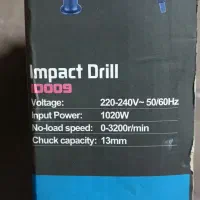 Impact Drill
ID009
Voltage: 220-240V~ 50/60Hz
Input Power: 1020W
No-load speed: 0-3200r/min
Chuck capacity: 13mm